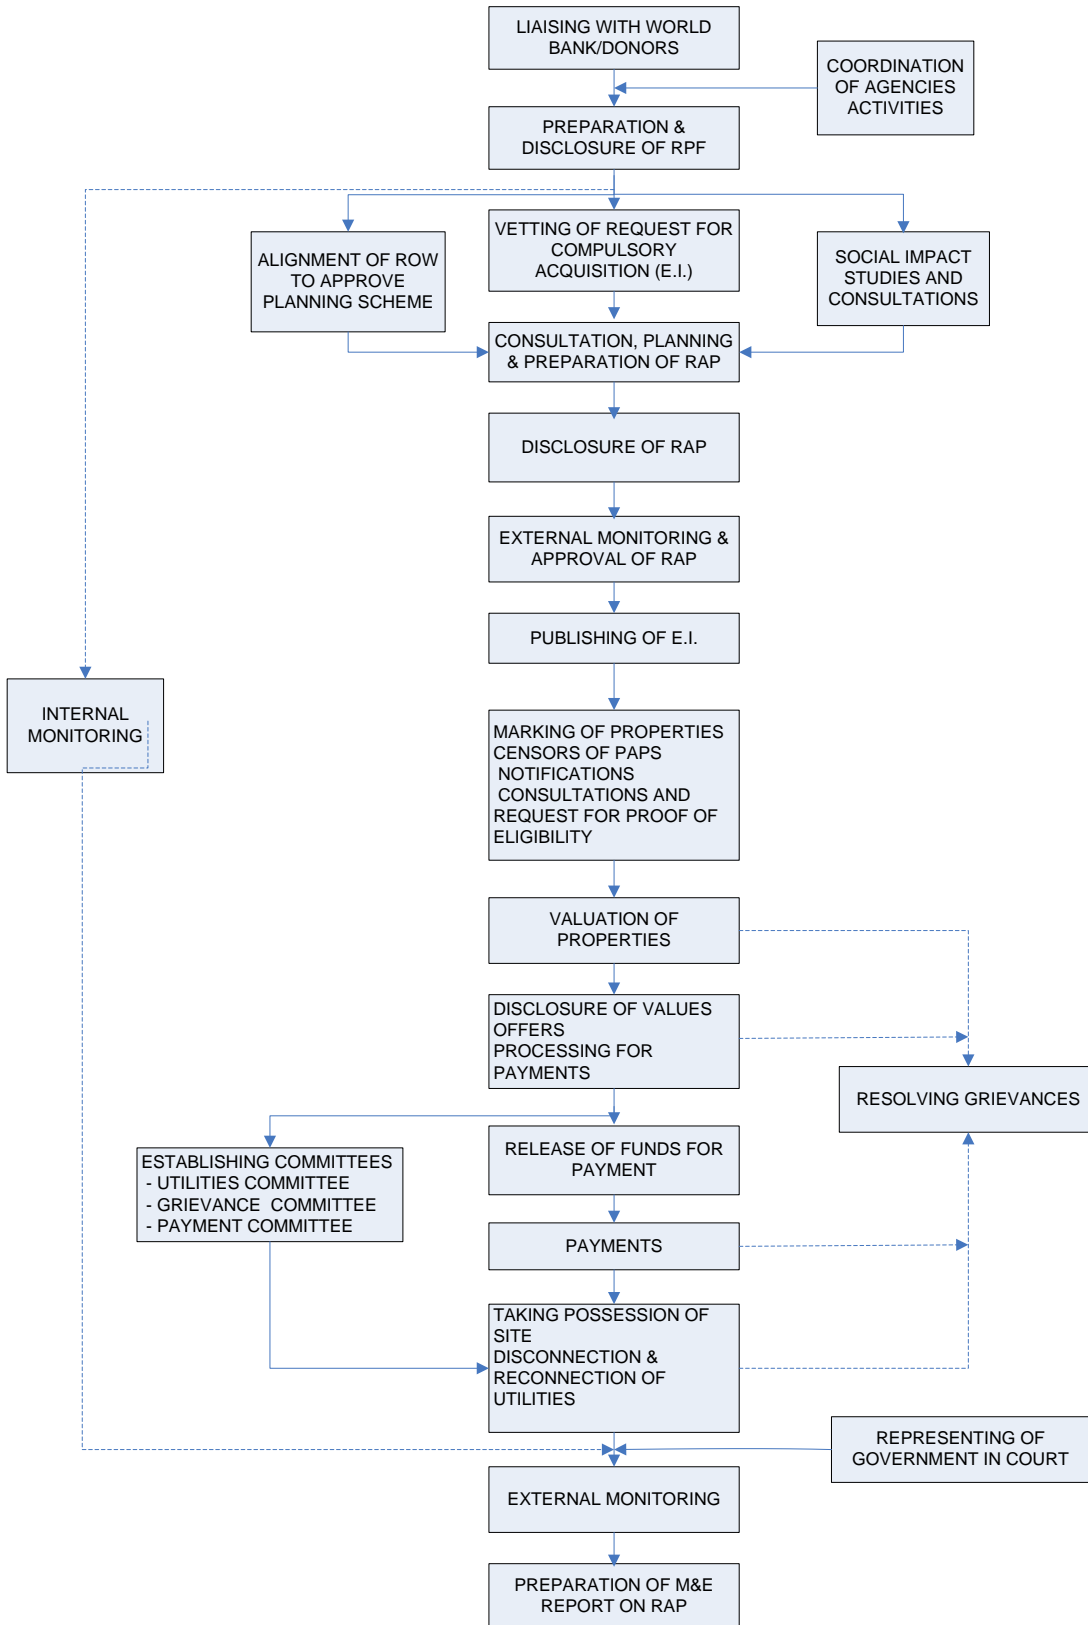 LIAISING WITH WORLD
BANK/DONORS
COORDINATION
OF AGENCIES
ACTIVITIES
PREPARATION &
DISCLOSURE OF RPF
ALIGNMENT OF ROW
TO APPROVE
PLANNING SCHEME
VETTING OF REQUEST FOR
COMPULSORY
ACQUISITION (E.I.)
SOCIAL IMPACT
STUDIES AND
CONSULTATIONS
CONSULTATION, PLANNING
& PREPARATION OF RAP
DISCLOSURE OF RAP
EXTERNAL MONITORING &
APPROVAL OF RAP
PUBLISHING OF E.I.
INTERNAL
MONITORING
MARKING OF PROPERTIES
CENSORS OF PAPS
NOTIFICATIONS
CONSULTATIONS AND
REQUEST FOR PROOF OF
ELIGIBILITY
VALUATION OF
PROPERTIES
DISCLOSURE OF VALUES
OFFERS
PROCESSING FOR
PAYMENTS
RESOLVING GRIEVANCES
ESTABLISHING COMMITTEES
- UTILITIES COMMITTEE
- GRIEVANCE COMMITTEE
- PAYMENT COMMITTEE
RELEASE OF FUNDS FOR
PAYMENT
PAYMENTS
TAKING POSSESSION OF
SITE
DISCONNECTION &
RECONNECTION OF
UTILITIES
REPRESENTING OF
GOVERNMENT IN COURT
EXTERNAL MONITORING
PREPARATION OF M&E
REPORT ON RAP